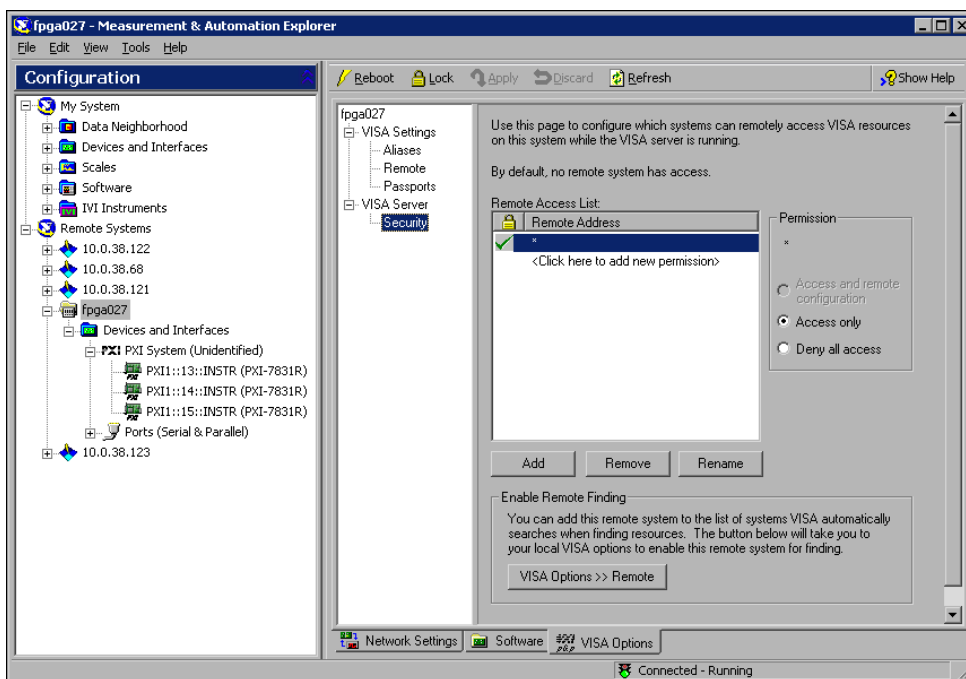 fpga027 - Measurement & Automation Explorer
File Edit View Tools Help
Configuration
Reboot Lock Apply Discard Refresh Show Help
My System
Data Neighborhood
Devices and Interfaces
Scales
Software
IVI Instruments
Remote Systems
10.0.38.122
10.0.38.68
10.0.38.121
fpga027
Devices and Interfaces
PXI System (Unidentified)
PXI1::13::INSTR (PXI-7831R)
PXI1::14::INSTR (PXI-7831R)
PXI1::15::INSTR (PXI-7831R)
Ports (Serial & Parallel)
10.0.38.123
fpga027
VISA Settings
Aliases
Remote
Passports
VISA Server
Security
Use this page to configure which systems can remotely access VISA resources
on this system while the VISA server is running.
By default, no remote system has access.
Remote Access List:
Remote Address
*
<Click here to add new permission>
Permission
*
Access and remote
configuration
Access only
Deny all access
Add Remove Rename
Enable Remote Finding
You can add this remote system to the list of systems VISA automatically
searches when finding resources. The button below will take you to
your local VISA options to enable this remote system for finding.
VISA Options >> Remote
Network Settings Software VISA Options
Connected - Running